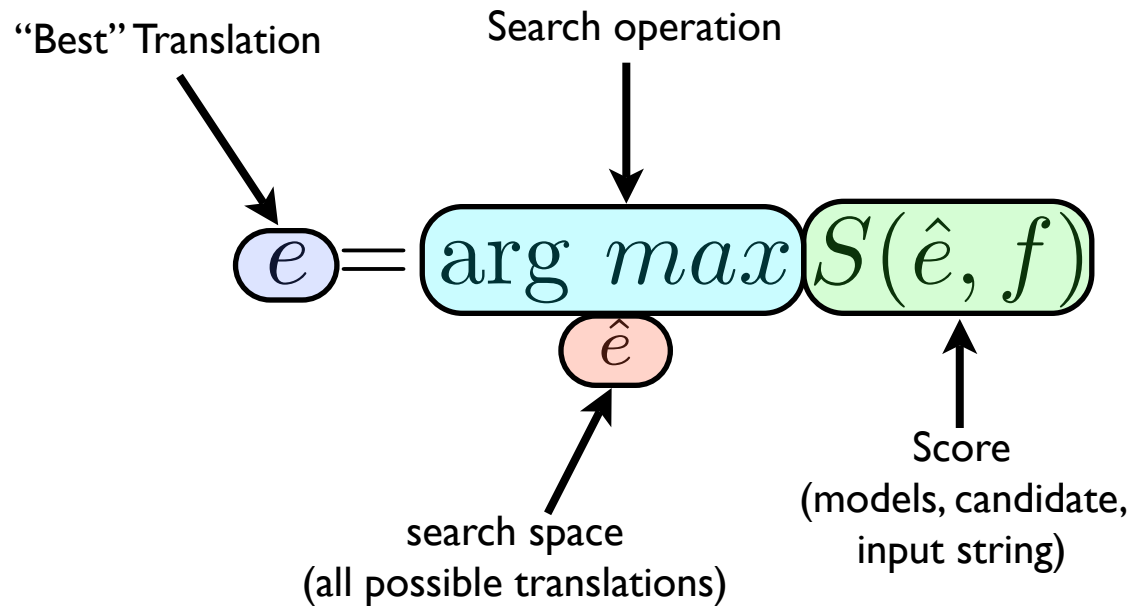 “Best” Translation
Search operation
e = arg max S(ê, f)
ê
search space
(all possible translations)
Score
(models, candidate,
input string)